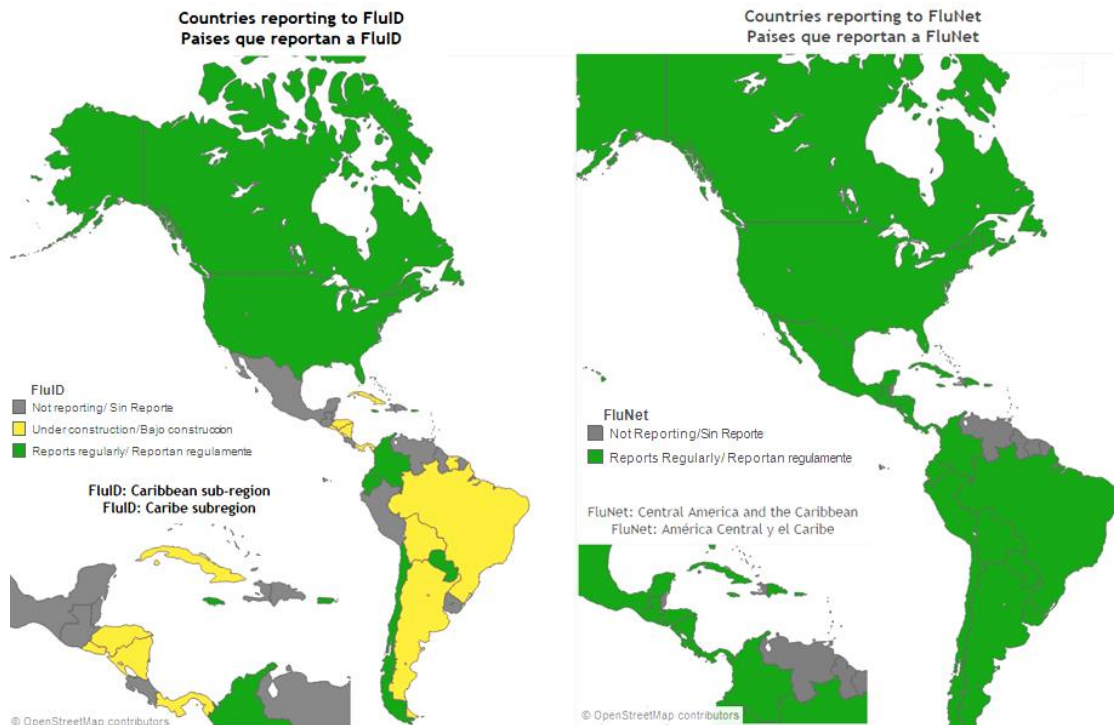 Countries reporting to FluID
Países que reportan a FluID
FluID
Not reporting/ Sin Reporte
Under construction/Bajo construccion
Reports regularly/ Reportan regulamente
FluID: Caribbean sub-region
FluID: Caribe subregion
© OpenStreetMap contributors
Countries reporting to FluNet
Países que reportan a FluNet
FluNet
Not Reporting/Sin Reporte
Reports Regularly/ Reportan regulamente
FluNet: Central America and the Caribbean
FluNet: América Central y el Caribe
© OpenStreetMap contributors